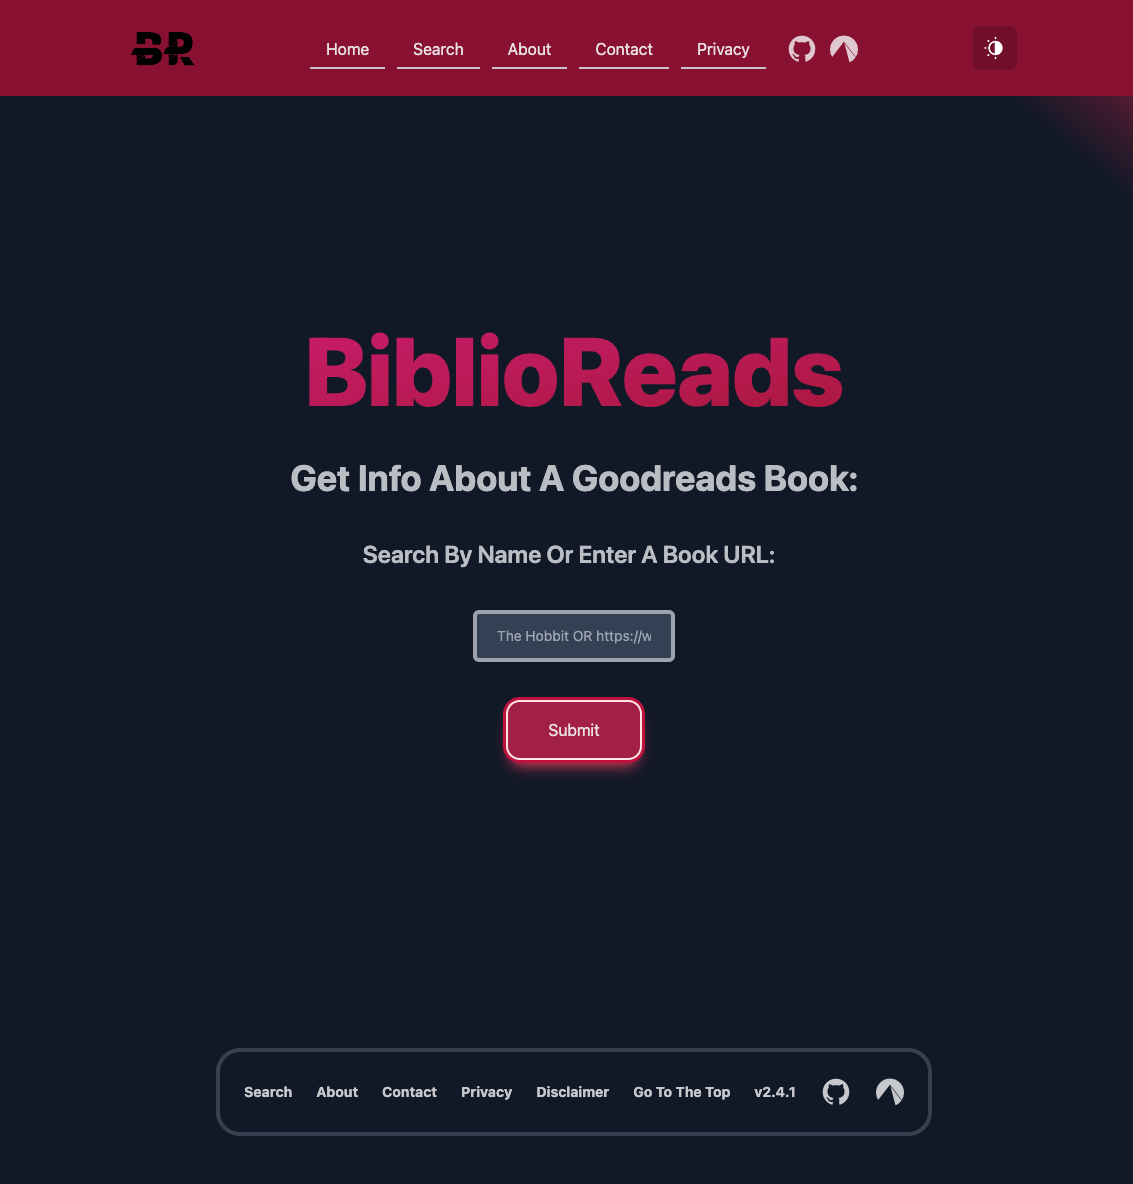 BR
Home Search About Contact Privacy
BiblioReads
Get Info About A Goodreads Book:
Search By Name Or Enter A Book URL:
The Hobbit OR https://w
Submit
Search About Contact Privacy Disclaimer Go To The Top v2.4.1